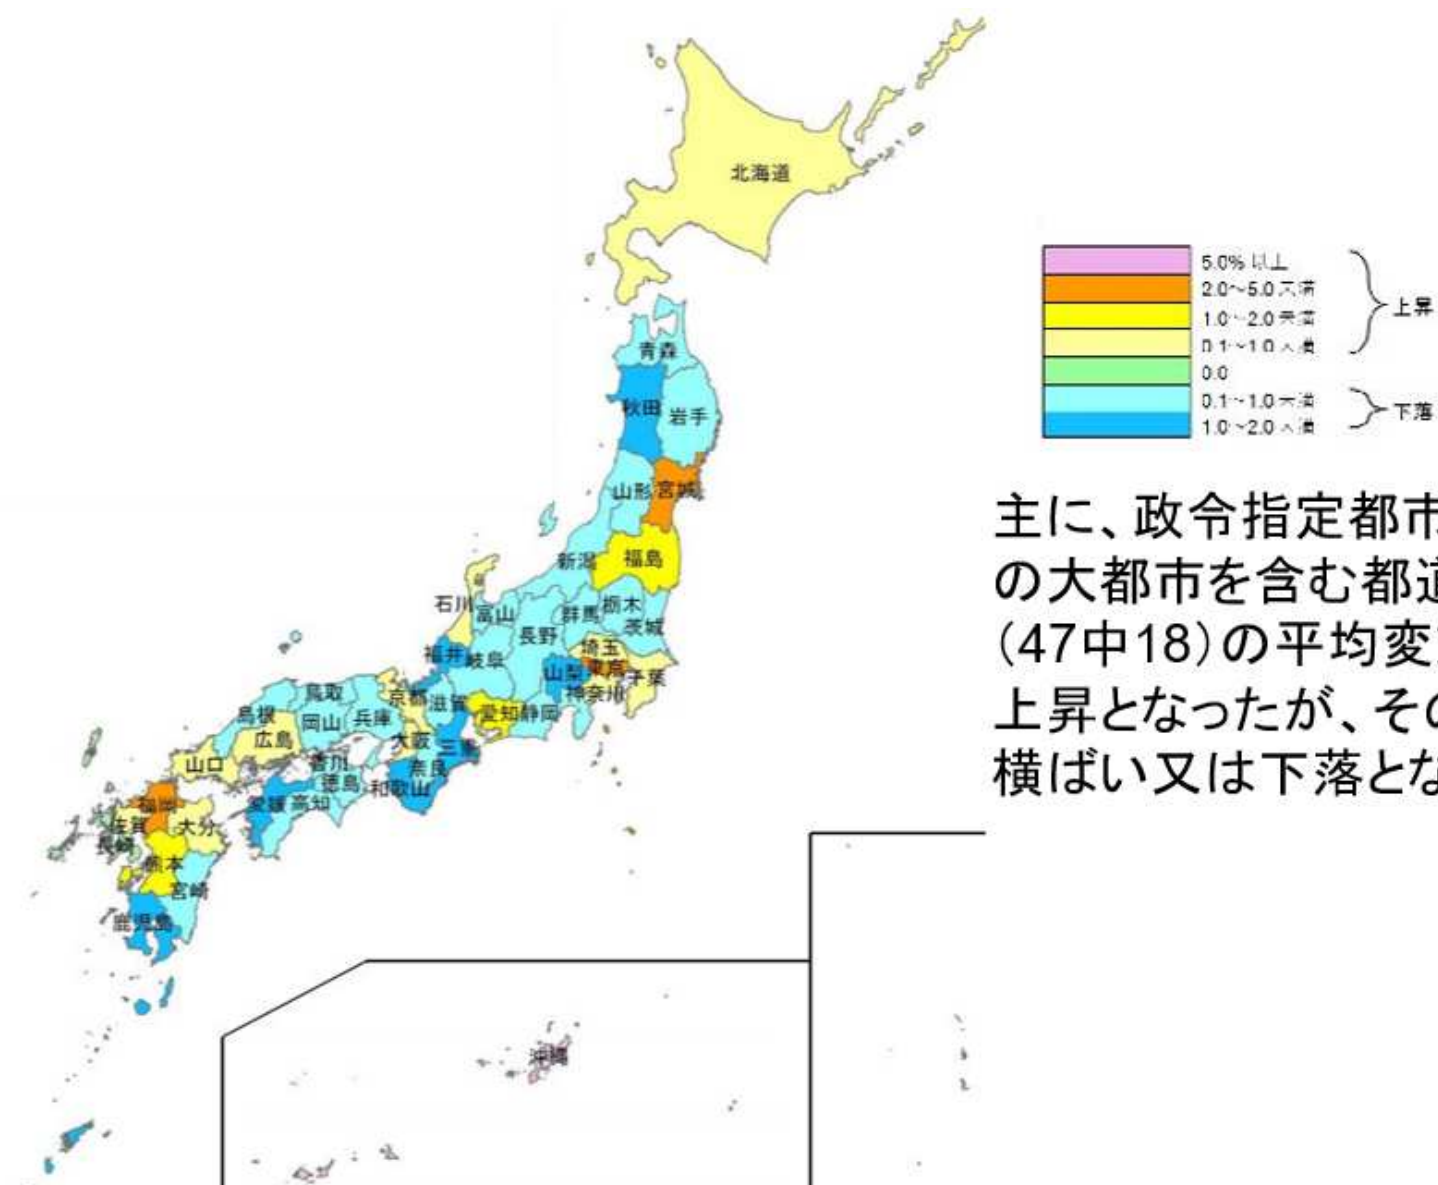 北海道
5.0% 以上
2.0~5.0 未満
1.0~2.0 未満
0.1~1.0 未満
上昇
0.0
0.1~1.0 未満
1.0~2.0 未満
下落
青森
秋田
岩手
山形
宮城
新潟
福島
石川
富山
群馬
栃木
長野
茨城
福井
岐阜
埼玉
山梨
東京
千葉
神奈川
鳥取
京都
滋賀
島根
岡山
兵庫
愛知
静岡
広島
大阪
三重
山口
香川
奈良
徳島
和歌山
福岡
愛媛
高知
佐賀
大分
長崎
熊本
宮崎
鹿児島
沖縄
主に、政令指定都市
の大都市を含む都道
（47中18）の平均変
上昇となったが、その
横ばい又は下落とな